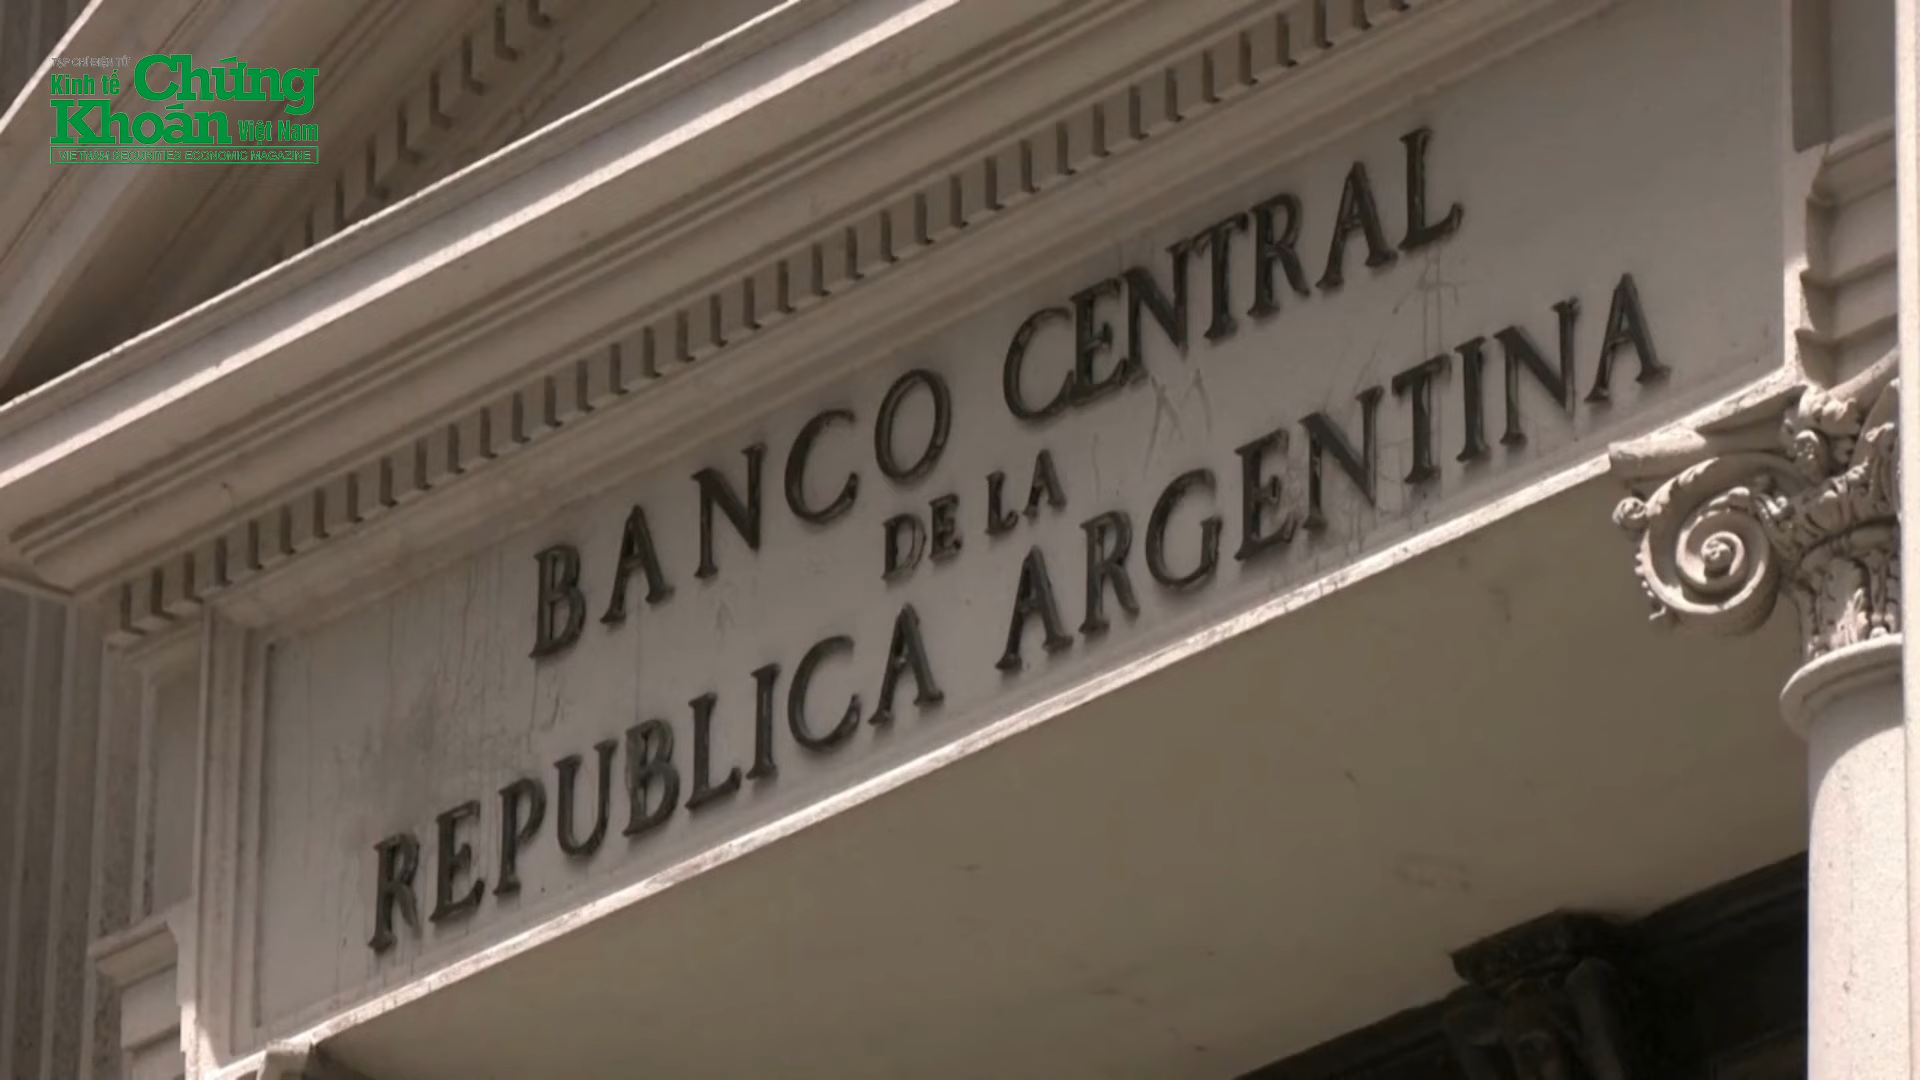 TẠP CHÍ ĐIỆN TỬ
Kinh tế Chứng
Khoán Việt Nam
VIETNAM SECURITIES ECONOMIC MAGAZINE
BANCO CENTRAL
DE LA
REPUBLICA ARGENTINA